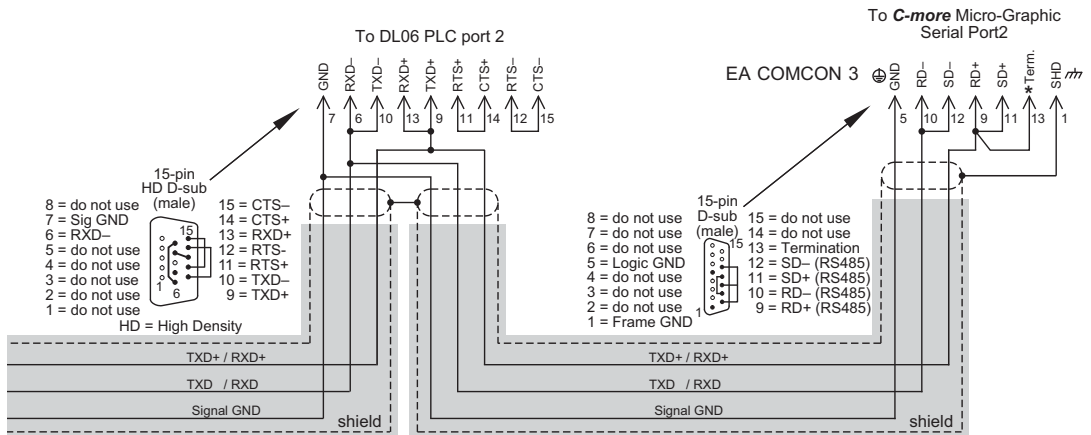 To C-more Micro-Graphic
Serial Port2
To DL06 PLC port 2
EA COMCON 3
GND
RXD–
TXD–
RXD+
TXD+
RTS+
CTS+
RTS–
CTS–
7
6
10
13
9
11
14
12
15
GND
RD–
SD–
RD+
SD+
*Term.
SHD
5
10
12
9
11
13
1
15-pin
HD D-sub
(male)
8 = do not use
7 = Sig GND
6 = RXD–
5 = do not use
4 = do not use
3 = do not use
2 = do not use
1 = do not use
15
1
6
15 = CTS–
14 = CTS+
13 = RXD+
12 = RTS-
11 = RTS+
10 = TXD–
9 = TXD+
HD = High Density
15-pin
D-sub
(male)
8 = do not use
7 = do not use
6 = do not use
5 = Logic GND
4 = do not use
3 = do not use
2 = do not use
1 = Frame GND
15
1
15 = do not use
14 = do not use
13 = Termination
12 = SD– (RS485)
11 = SD+ (RS485)
10 = RD– (RS485)
9 = RD+ (RS485)
TXD+ / RXD+
TXD / RXD
Signal GND
shield
TXD+ / RXD+
TXD / RXD
Signal GND
shield